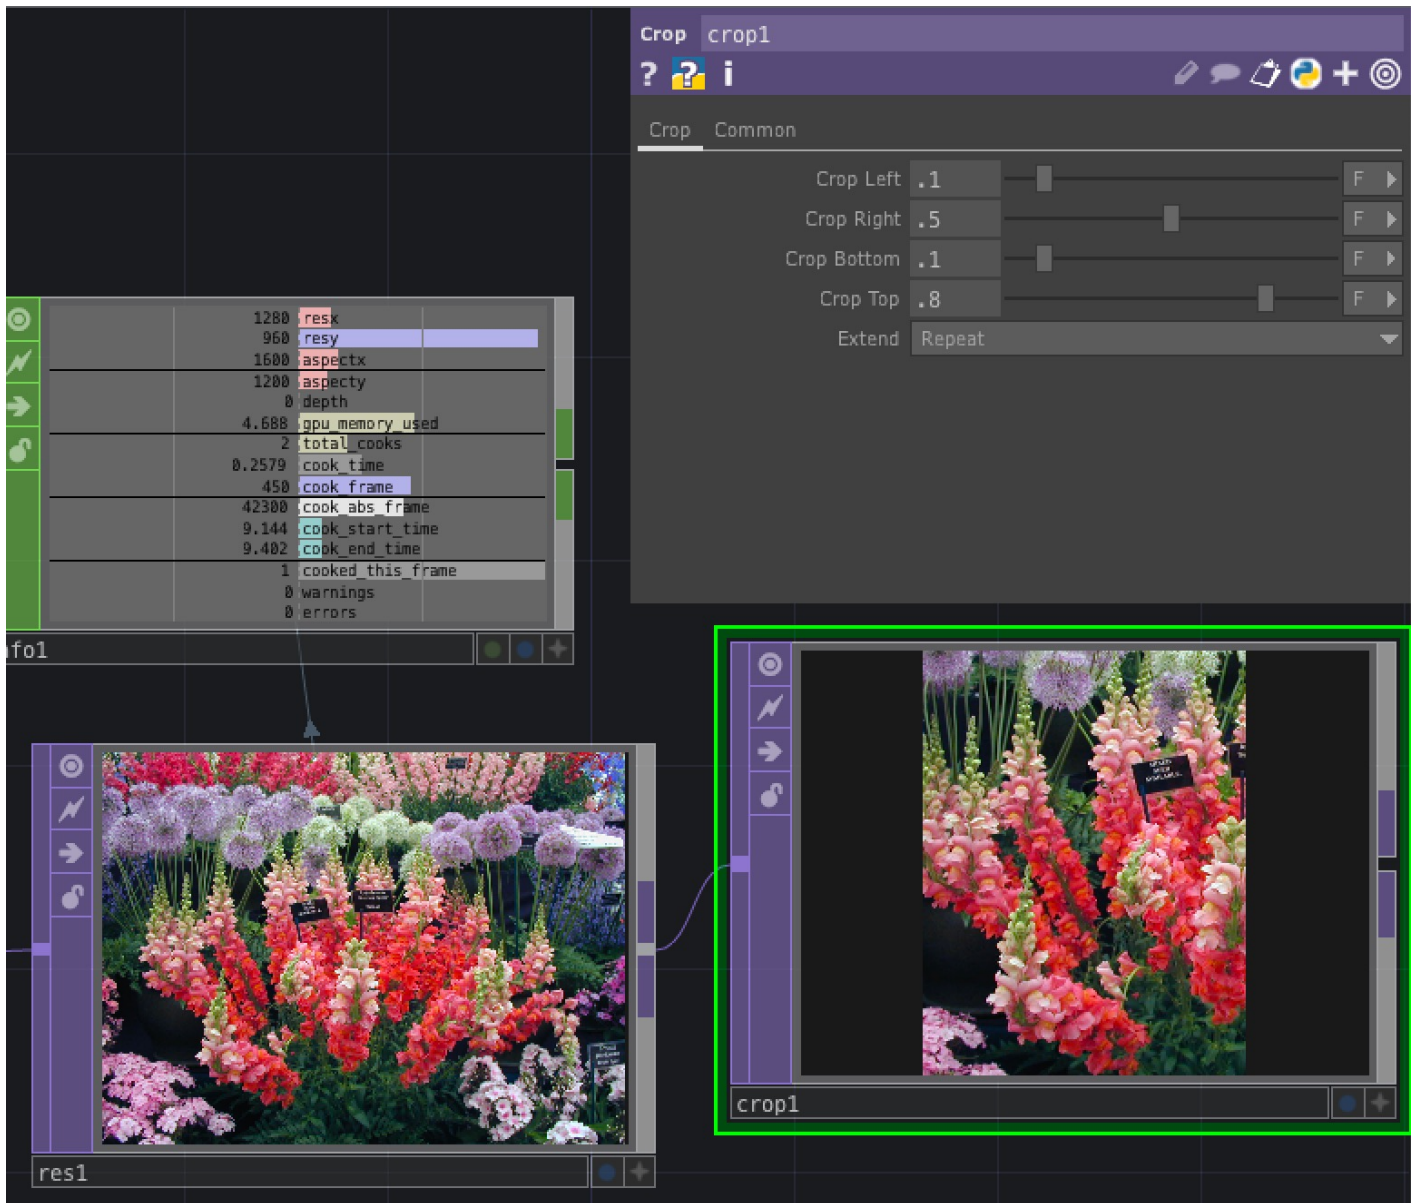 Crop crop1
? ? i
Crop Common
Crop Left .1 F
Crop Right .5 F
Crop Bottom .1 F
Crop Top .8 F
Extend Repeat
1280 resx
960 resy
1600 aspectx
1200 aspecty
0 depth
4.688 gpu_memory_used
2 total_cooks
0.2579 cook_time
450 cook_frame
42300 cook_abs_frame
9.144 cook_start_time
9.402 cook_end_time
1 cooked_this_frame
0 warnings
0 errors
nfo1
crop1
res1